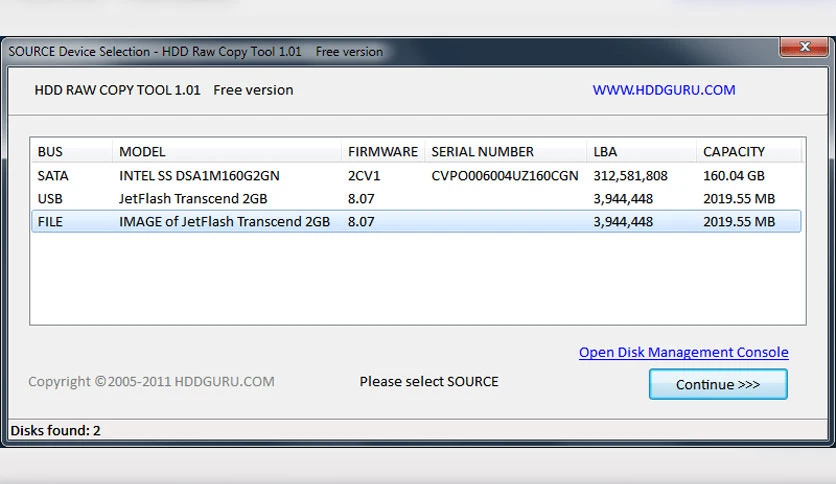 SOURCE Device Selection - HDD Raw Copy Tool 1.01 Free version
HDD RAW COPY TOOL 1.01 Free version WWW.HDDGURU.COM
BUS MODEL FIRMWARE SERIAL NUMBER LBA CAPACITY
SATA INTEL SS DSA1M160G2GN 2CV1 CVPO006004UZ160CGN 312,581,808 160.04 GB
USB JetFlash Transcend 2GB 8.07 3,944,448 2019.55 MB
FILE IMAGE of JetFlash Transcend 2GB 8.07 3,944,448 2019.55 MB
Open Disk Management Console
Copyright ©2005-2011 HDDGURU.COM Please select SOURCE Continue >>>
Disks found: 2